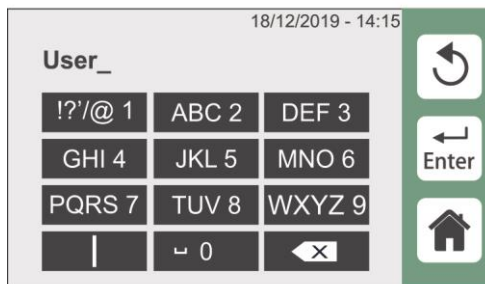 18/12/2019 - 14:15
User_
!?'/@ 1 ABC 2 DEF 3
GHI 4 JKL 5 MNO 6
Enter
PQRS 7 TUV 8 WXYZ 9
| ␣ 0 X